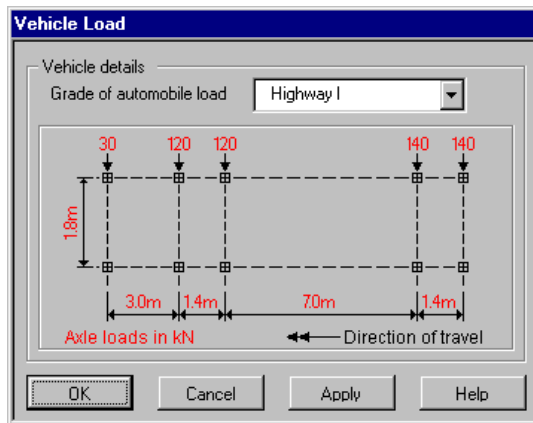 Vehicle Load
Vehicle details
Grade of automobile load Highway I
30 120 120 140 140
1.8m
3.0m 1.4m 7.0m 1.4m
Axle loads in kN Direction of travel
OK Cancel Apply Help